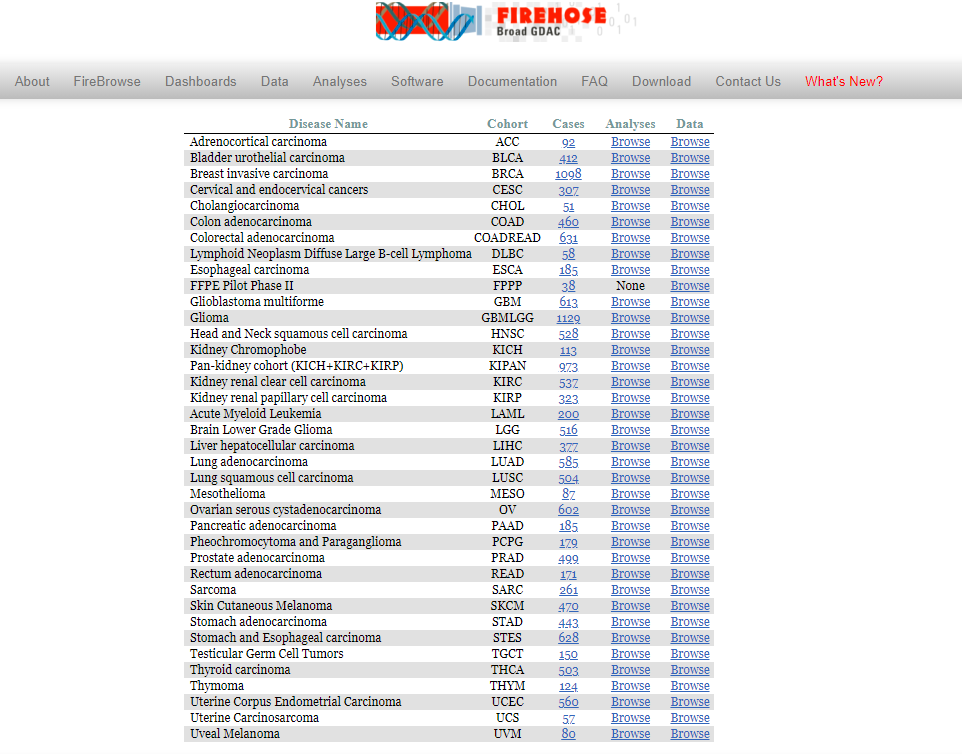 FIREHOSE
Broad GDAC
About FireBrowse Dashboards Data Analyses Software Documentation FAQ Download Contact Us What's New?
Disease Name Cohort Cases Analyses Data
Adrenocortical carcinoma ACC 92 Browse Browse
Bladder urothelial carcinoma BLCA 412 Browse Browse
Breast invasive carcinoma BRCA 1098 Browse Browse
Cervical and endocervical cancers CESC 307 Browse Browse
Cholangiocarcinoma CHOL 51 Browse Browse
Colon adenocarcinoma COAD 460 Browse Browse
Colorectal adenocarcinoma COADREAD 631 Browse Browse
Lymphoid Neoplasm Diffuse Large B-cell Lymphoma DLBC 58 Browse Browse
Esophageal carcinoma ESCA 185 Browse Browse
FFPE Pilot Phase II FPPP 38 None Browse
Glioblastoma multiforme GBM 613 Browse Browse
Glioma GBMLGG 1129 Browse Browse
Head and Neck squamous cell carcinoma HNSC 528 Browse Browse
Kidney Chromophobe KICH 113 Browse Browse
Pan-kidney cohort (KICH+KIRC+KIRP) KIPAN 973 Browse Browse
Kidney renal clear cell carcinoma KIRC 537 Browse Browse
Kidney renal papillary cell carcinoma KIRP 323 Browse Browse
Acute Myeloid Leukemia LAML 200 Browse Browse
Brain Lower Grade Glioma LGG 516 Browse Browse
Liver hepatocellular carcinoma LIHC 377 Browse Browse
Lung adenocarcinoma LUAD 585 Browse Browse
Lung squamous cell carcinoma LUSC 504 Browse Browse
Mesothelioma MESO 87 Browse Browse
Ovarian serous cystadenocarcinoma OV 602 Browse Browse
Pancreatic adenocarcinoma PAAD 185 Browse Browse
Pheochromocytoma and Paraganglioma PCPG 179 Browse Browse
Prostate adenocarcinoma PRAD 499 Browse Browse
Rectum adenocarcinoma READ 171 Browse Browse
Sarcoma SARC 261 Browse Browse
Skin Cutaneous Melanoma SKCM 470 Browse Browse
Stomach adenocarcinoma STAD 443 Browse Browse
Stomach and Esophageal carcinoma STES 628 Browse Browse
Testicular Germ Cell Tumors TGCT 150 Browse Browse
Thyroid carcinoma THCA 503 Browse Browse
Thymoma THYM 124 Browse Browse
Uterine Corpus Endometrial Carcinoma UCEC 560 Browse Browse
Uterine Carcinosarcoma UCS 57 Browse Browse
Uveal Melanoma UVM 80 Browse Browse